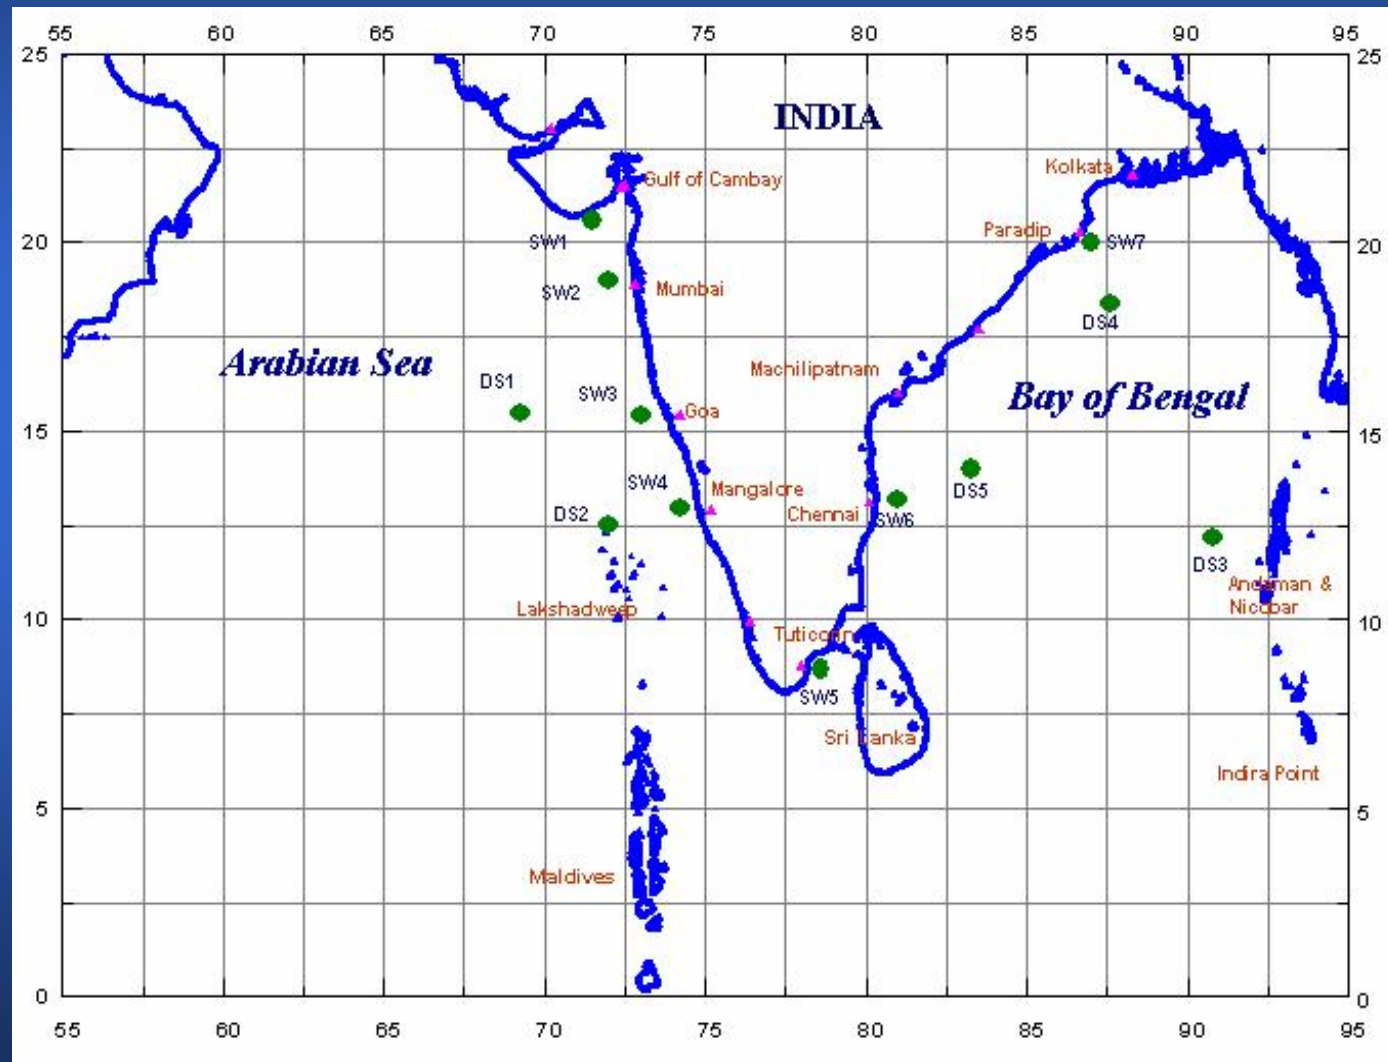 55 60 65 70 75 80 85 90 95
25 25
INDIA
Kolkata
Gulf of Cambay
Paradip
20 SW1 SW7 20
SW2 Mumbai
DS4
Arabian Sea
Machilipatnam
DS1 SW3 Bay of Bengal
Goa
15 15
SW4 Mangalore DS5
DS2 Chennai SW6
DS3
Andaman &
Nicobar
Lakshadweep
10 10
Tuticorin
SW5
Sri Lanka
Indira Point
5 5
Maldives
0 0
55 60 65 70 75 80 85 90 95